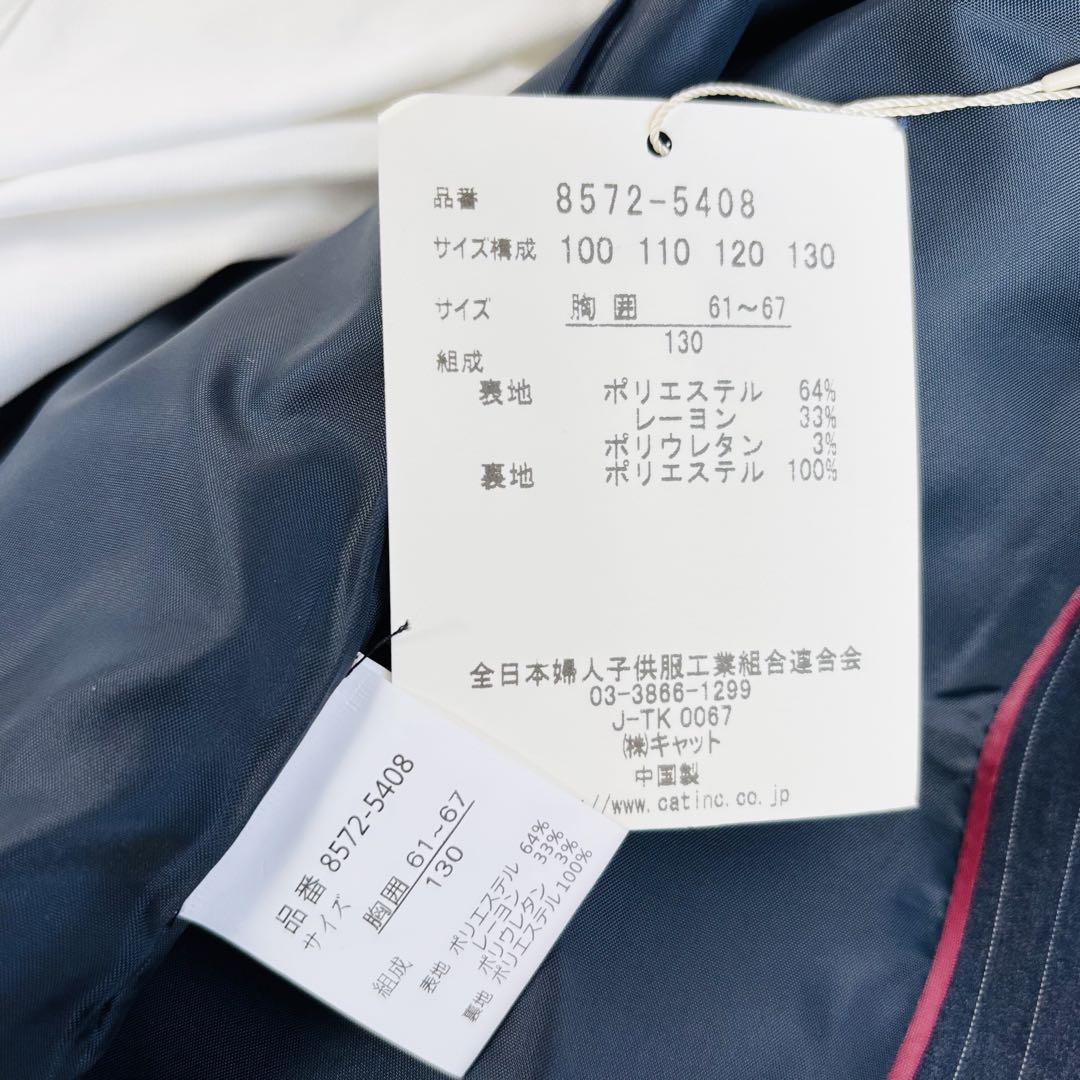 品番 8572-5408
サイズ構成 100 110 120 130
サイズ 胸囲 61～67
130
組成
表地 ポリエステル 64%
レーヨン 33%
ポリウレタン 3%
裏地 ポリエステル 100%
全日本婦人子供服工業組合連合会
03-3866-1299
J-TK 0067
(株)キャット
中国製
//www.catinc.co.jp
品番 8572-5408
サイズ
胸囲 61~67
130
組成
表地 ポリエステル 64%
レーヨン 33%
ポリウレタン 3%
裏地 ポリエステル 100%